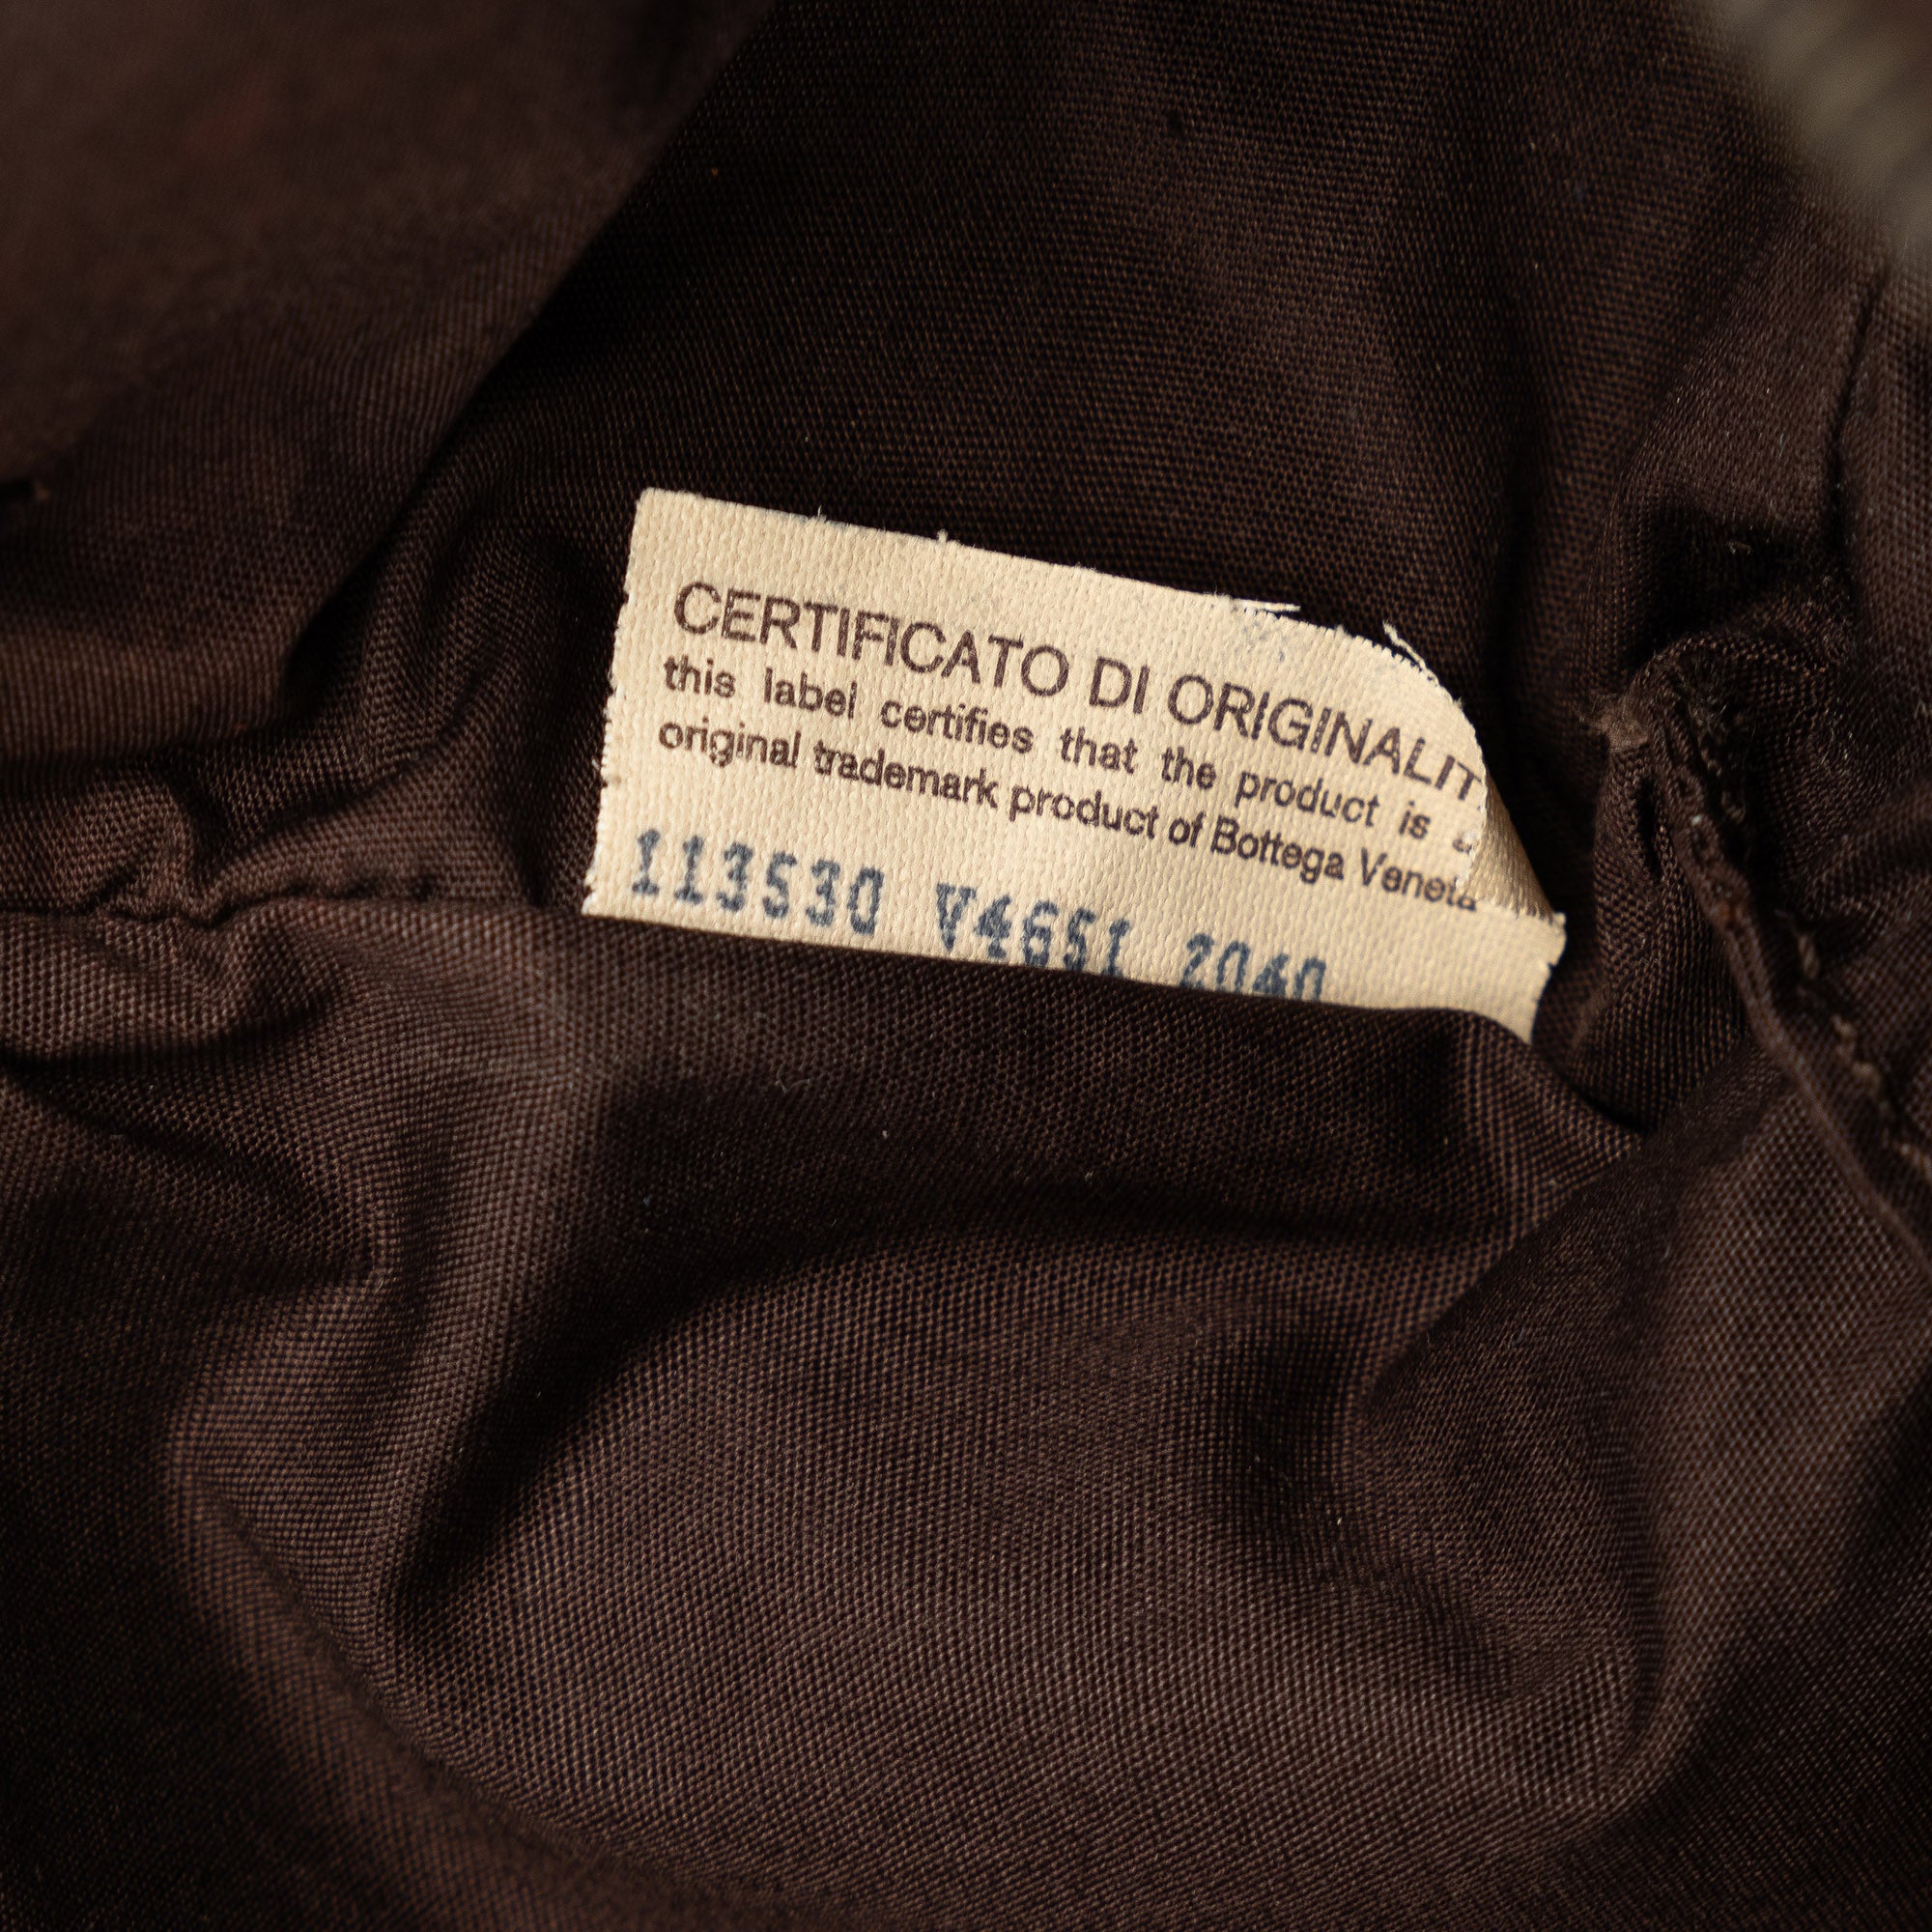 CERTIFICATO DI ORIGINALIT
this label certifies that the product is a
original trademark product of Bottega Veneta
113530 V4651 2040